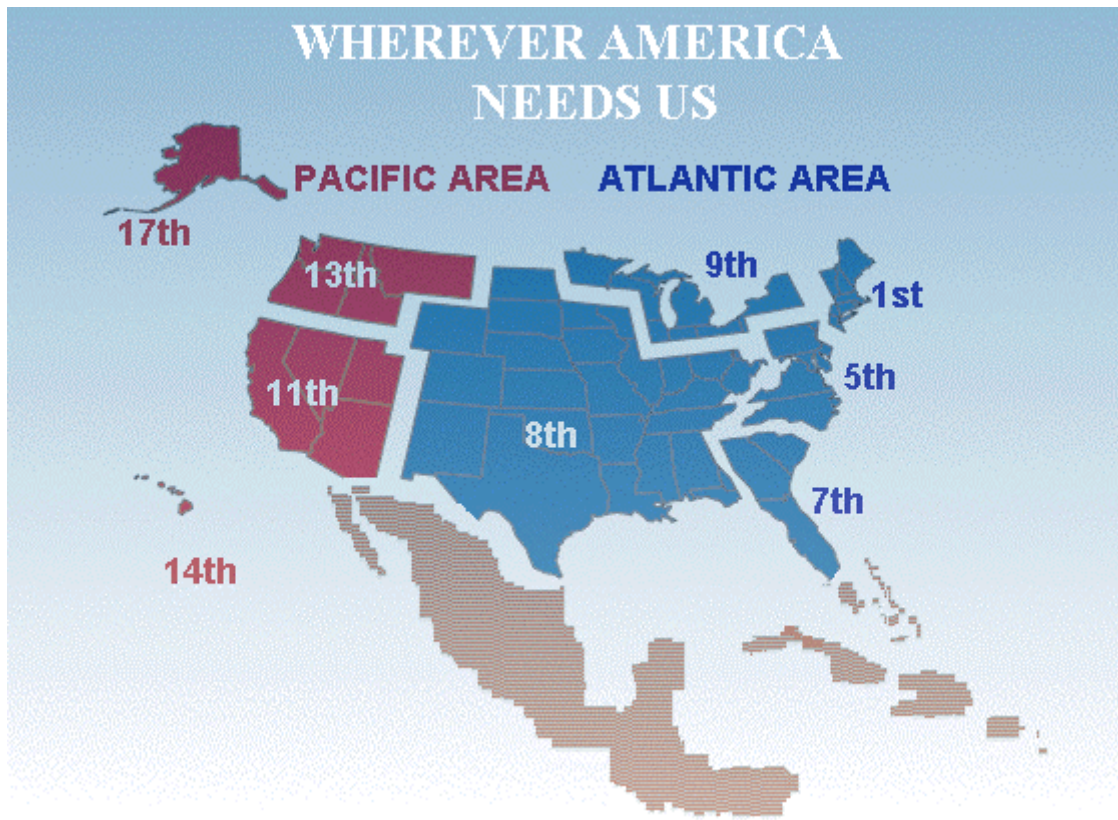 WHEREVER AMERICA
NEEDS US
PACIFIC AREA
ATLANTIC AREA
17th
13th
9th
1st
11th
5th
8th
7th
14th